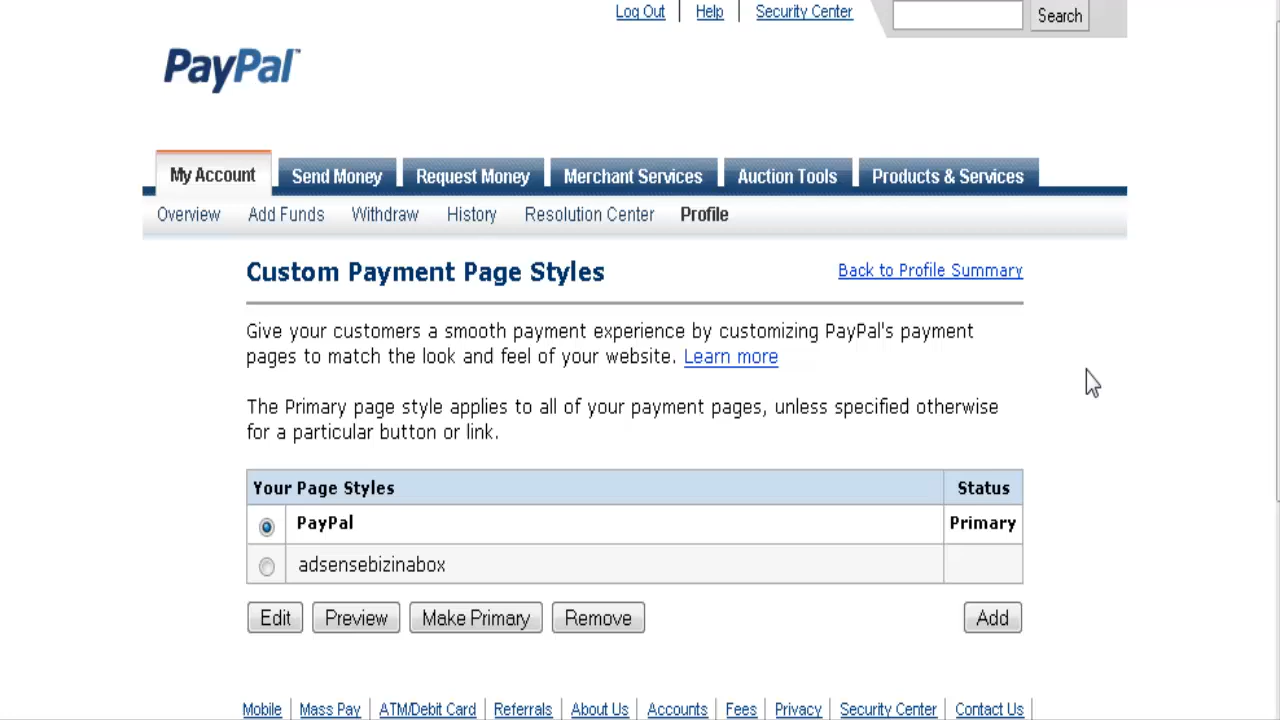 Log Out Help Security Center Search
PayPal™
My Account Send Money Request Money Merchant Services Auction Tools Products & Services
Overview Add Funds Withdraw History Resolution Center Profile
Custom Payment Page Styles Back to Profile Summary
Give your customers a smooth payment experience by customizing PayPal's payment
pages to match the look and feel of your website. Learn more
The Primary page style applies to all of your payment pages, unless specified otherwise
for a particular button or link.
Your Page Styles Status
PayPal Primary
adsensebizinabox
Edit Preview Make Primary Remove Add
Mobile Mass Pay ATM/Debit Card Referrals About Us Accounts Fees Privacy Security Center Contact Us